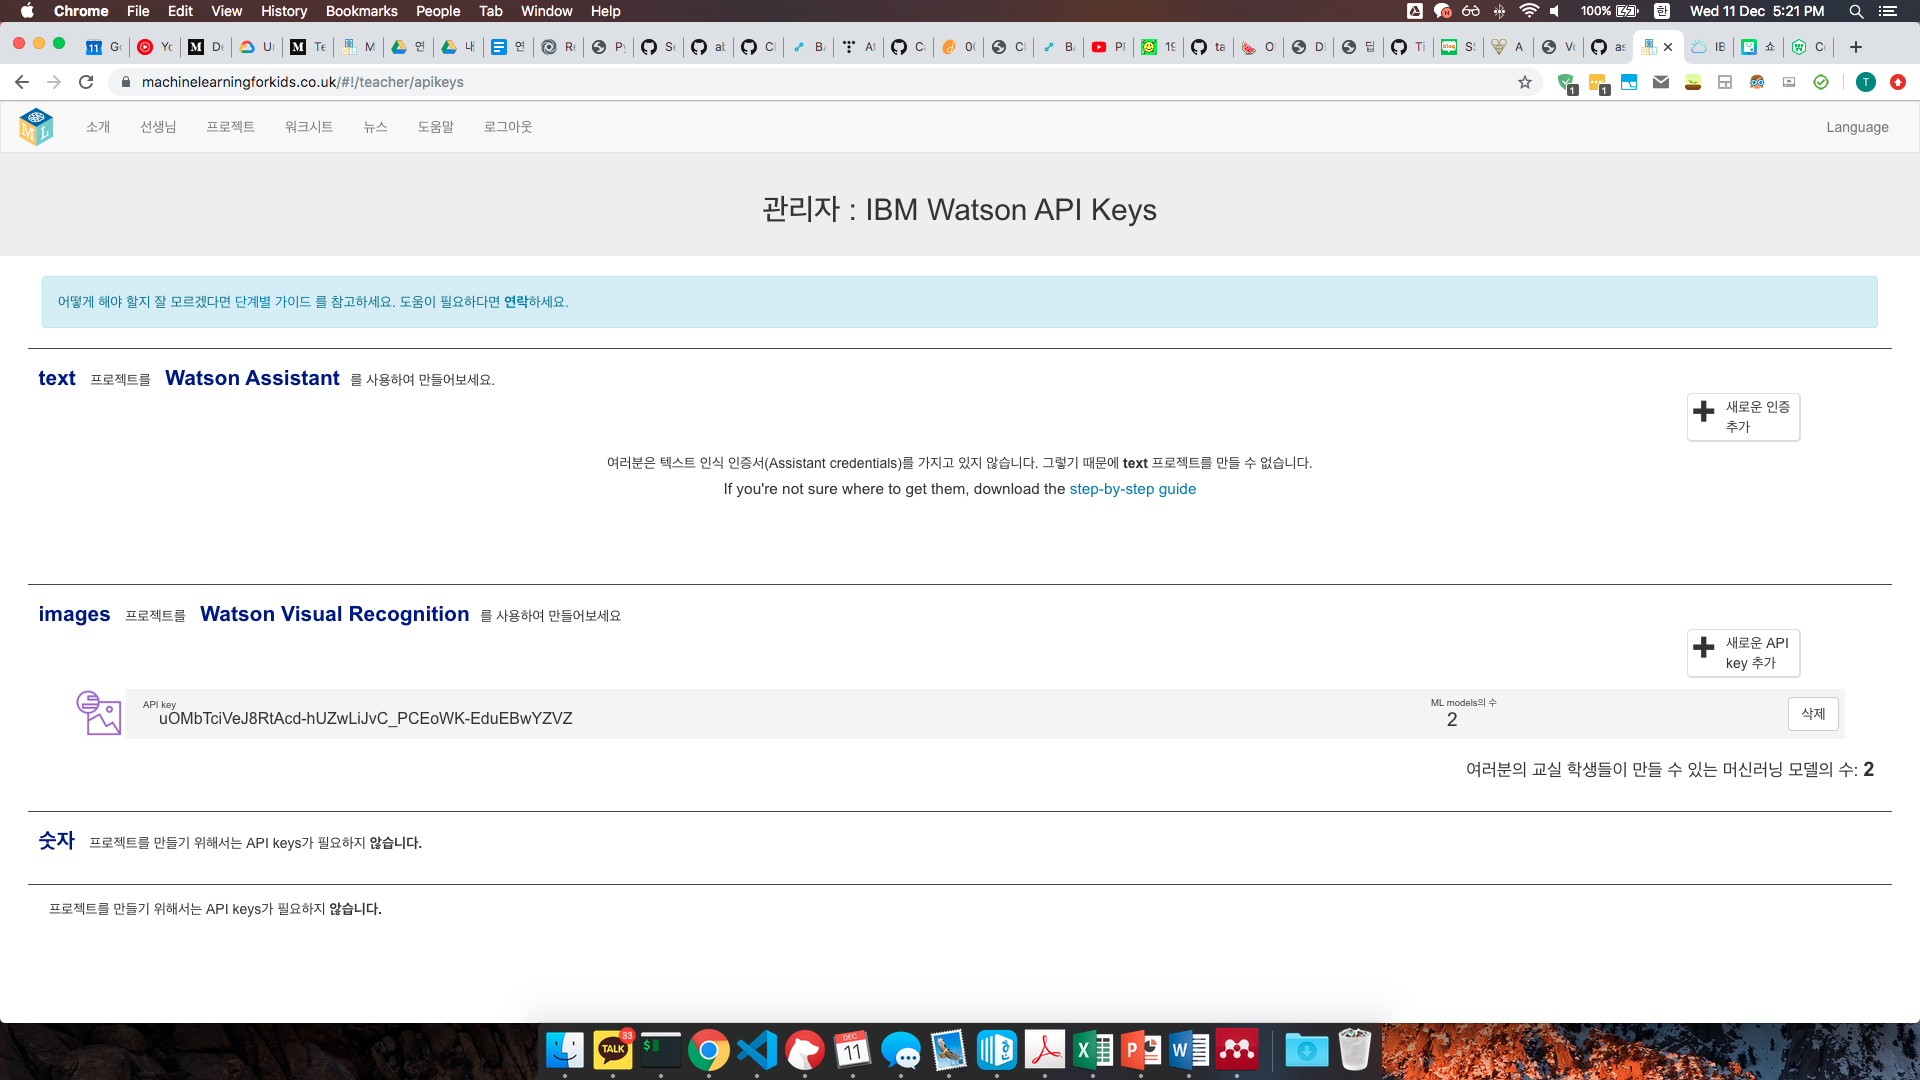 Chrome File Edit View History Bookmarks People Tab Window Help 100% 한 Wed 11 Dec 5:21 PM
machinelearningforkids.co.uk/#!/teacher/apikeys
소개 선생님 프로젝트 워크시트 뉴스 도움말 로그아웃 Language
관리자 : IBM Watson API Keys
어떻게 해야 할지 잘 모르겠다면 단계별 가이드 를 참고하세요. 도움이 필요하다면 연락하세요.
text 프로젝트를 Watson Assistant 를 사용하여 만들어보세요.
새로운 인증
추가
여러분은 텍스트 인식 인증서(Assistant credentials)를 가지고 있지 않습니다. 그렇기 때문에 text 프로젝트를 만들 수 없습니다.
If you're not sure where to get them, download the step-by-step guide
images 프로젝트를 Watson Visual Recognition 를 사용하여 만들어보세요
새로운 API
key 추가
API key
uOMbTciVeJ8RtAcd-hUZwLiJvC_PCEoWK-EduEBwYZVZ
ML models의 수
2
삭제
여러분의 교실 학생들이 만들 수 있는 머신러닝 모델의 수: 2
숫자 프로젝트를 만들기 위해서는 API keys가 필요하지 않습니다.
프로젝트를 만들기 위해서는 API keys가 필요하지 않습니다.
TALK 33 DEC 11